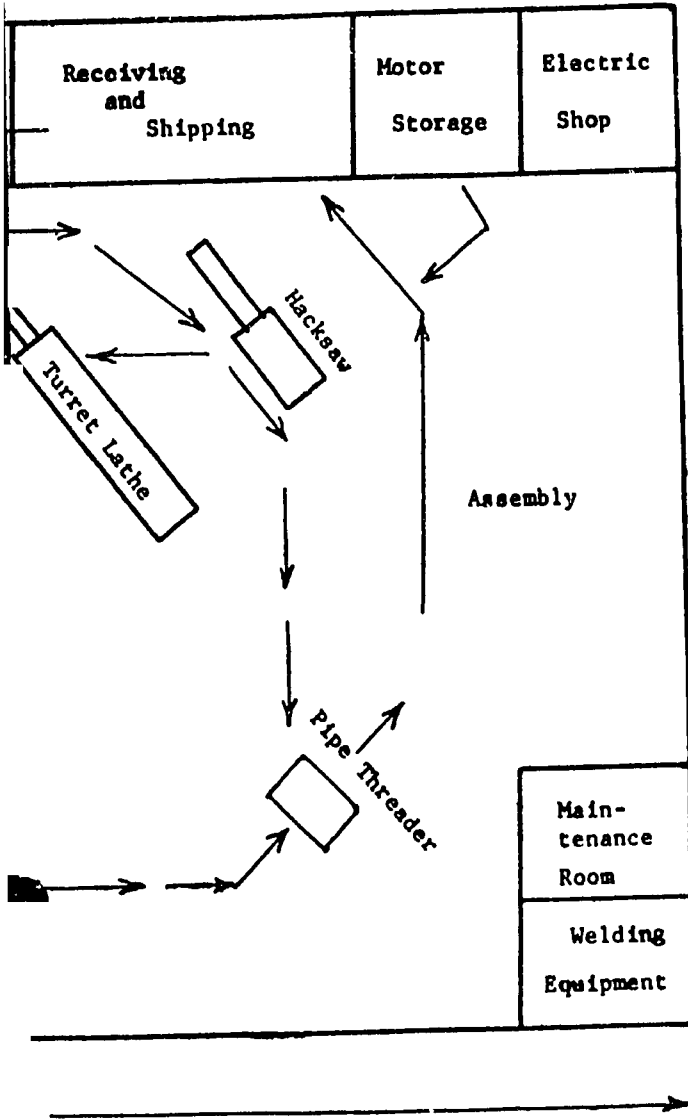 Receiving
and
Shipping
Motor
Storage
Electric
Shop
Hacksaw
Turret Lathe
Assembly
Pipe Threader
Main-
tenance
Room
Welding
Equipment